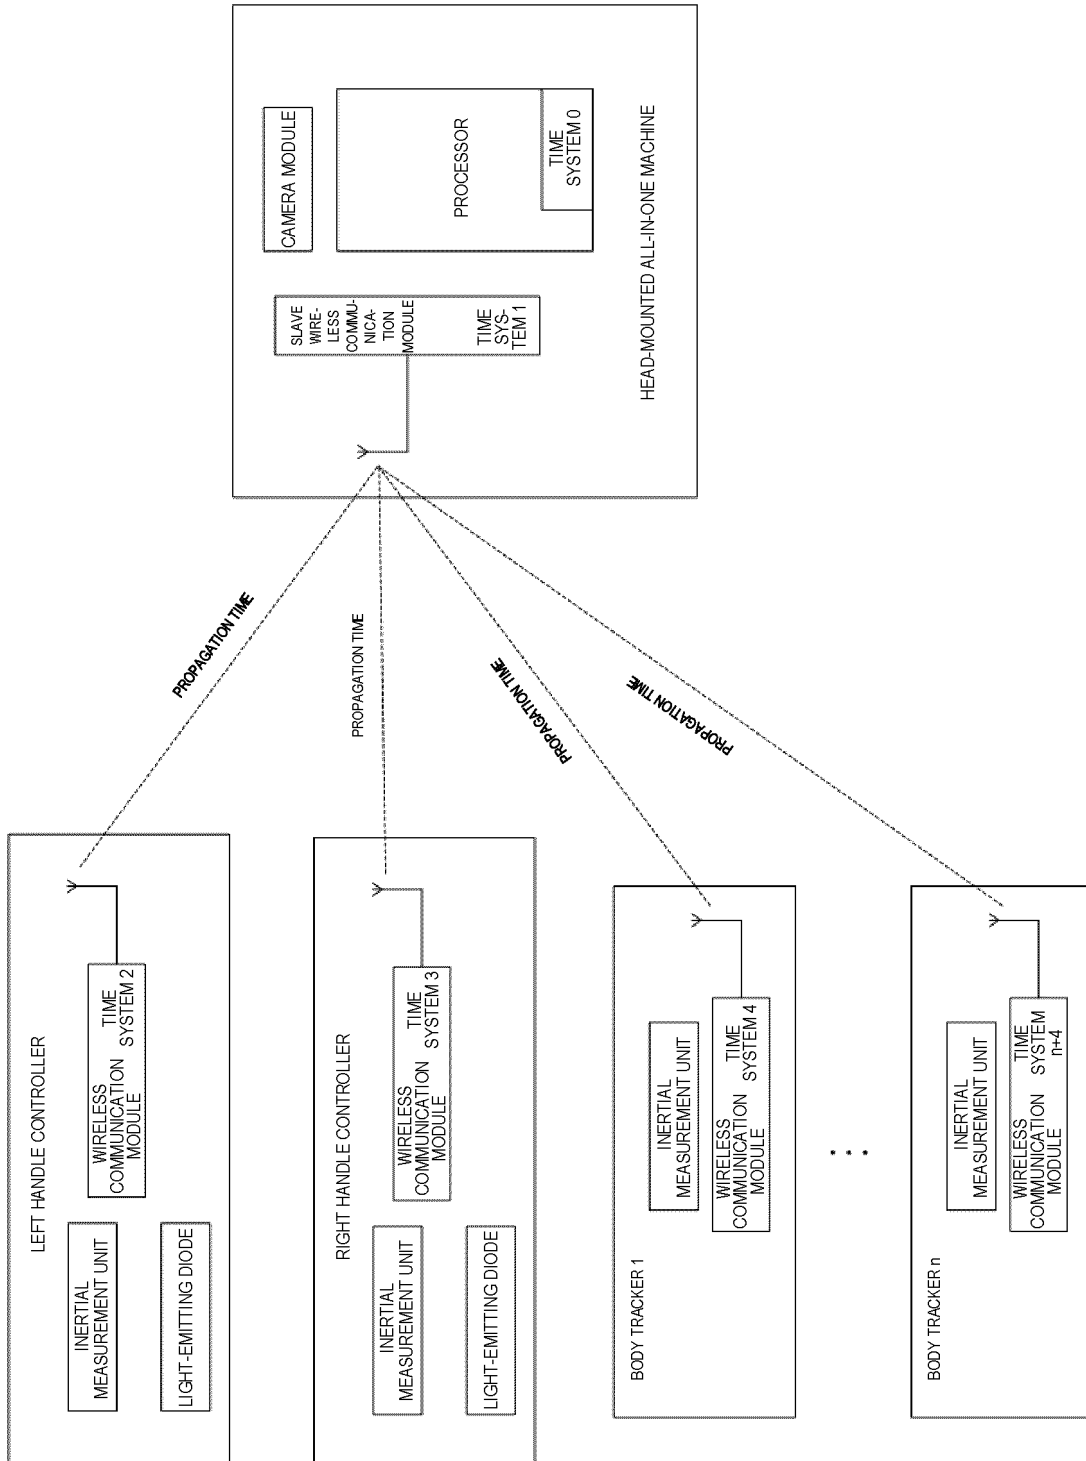 LEFT HANDLE CONTROLLER
INERTIAL
MEASUREMENT UNIT
LIGHT-EMITTING DIODE
WIRELESS
COMMUNICATION
MODULE
TIME
SYSTEM 2
RIGHT HANDLE CONTROLLER
INERTIAL
MEASUREMENT UNIT
LIGHT-EMITTING DIODE
WIRELESS
COMMUNICATION
MODULE
TIME
SYSTEM 3
BODY TRACKER 1
INERTIAL
MEASUREMENT UNIT
WIRELESS
COMMUNICATION
MODULE
TIME
SYSTEM 4
BODY TRACKER n
INERTIAL
MEASUREMENT UNIT
WIRELESS
COMMUNICATION
MODULE
TIME
SYSTEM
n+4
PROPAGATION TIME
PROPAGATION TIME
PROPAGATION TIME
PROPAGATION TIME
CAMERA MODULE
SLAVE
WIRE-
LESS
COMMU-
NICA-
TION
MODULE
TIME
SYS-
TEM 1
PROCESSOR
TIME
SYSTEM 0
HEAD-MOUNTED ALL-IN-ONE MACHINE